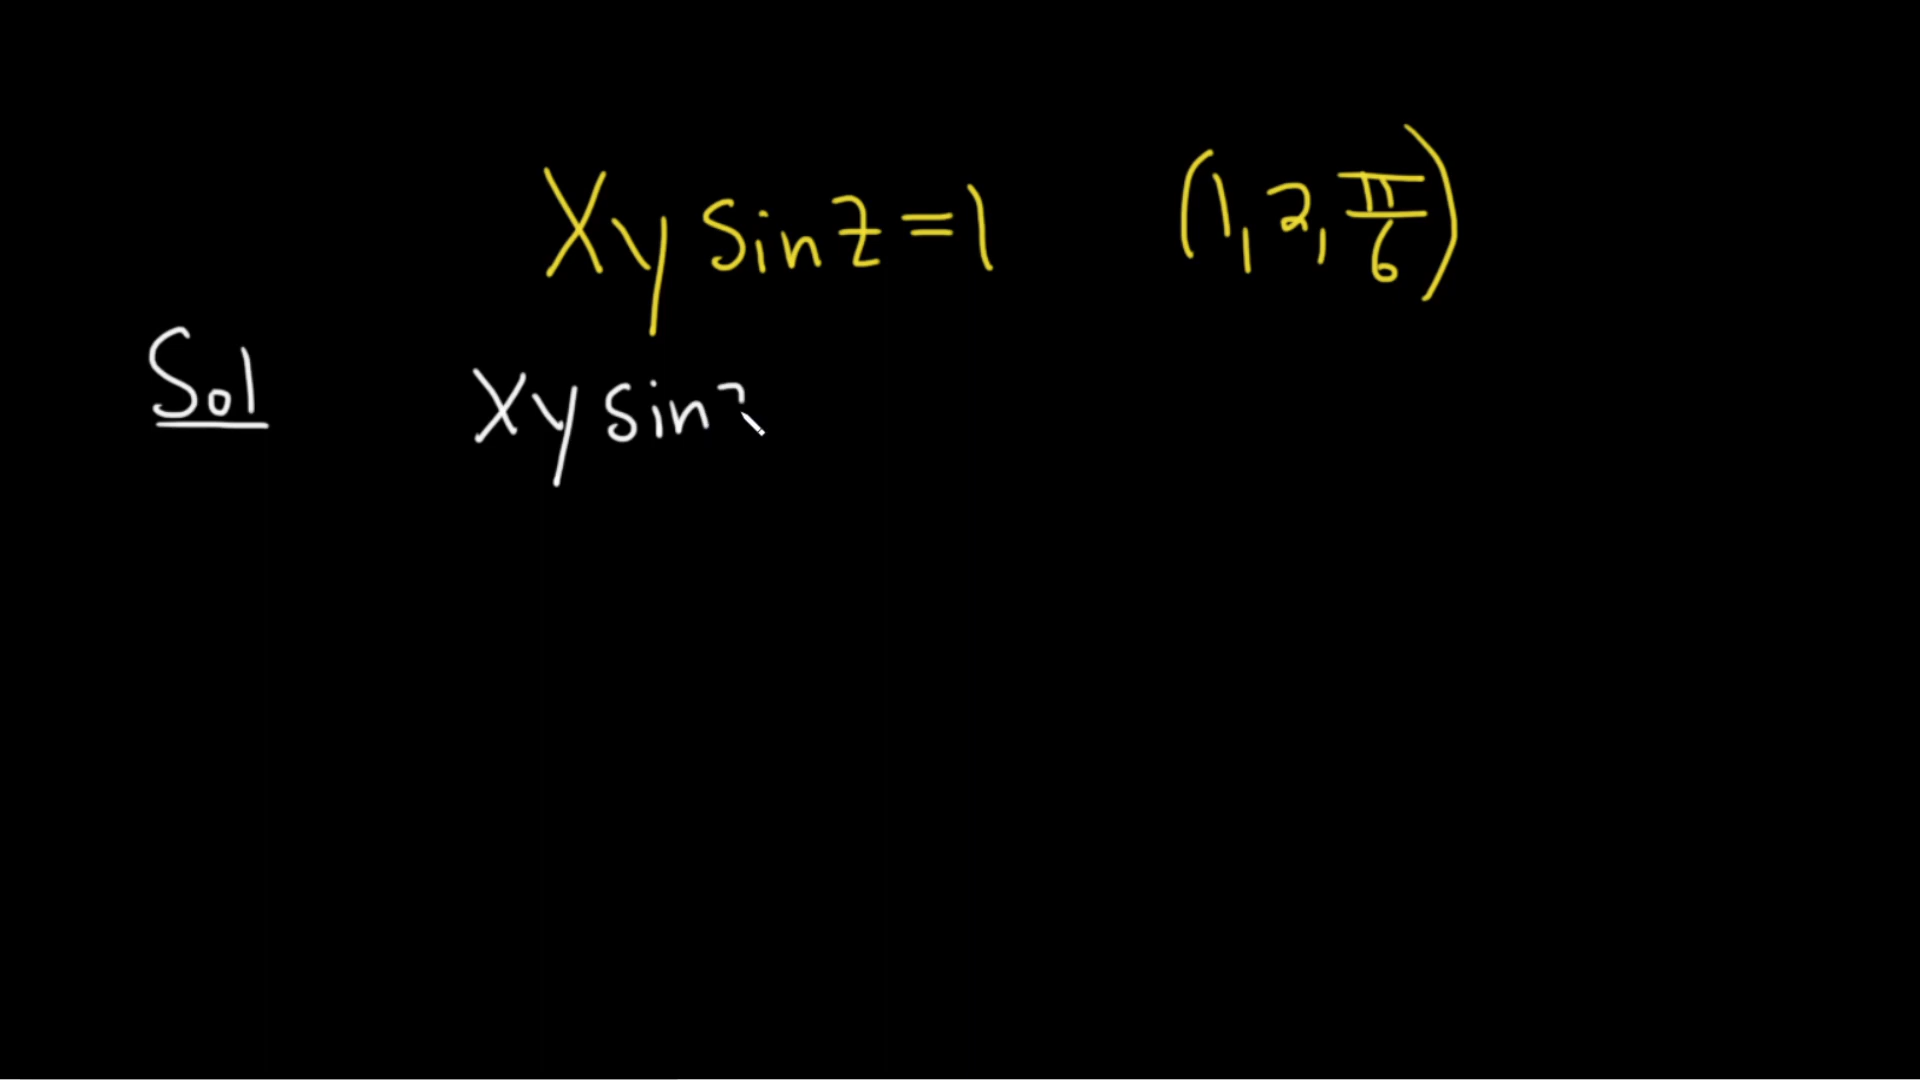 Xy sin z = 1 (1, 2, π/6)
Sol Xy sin